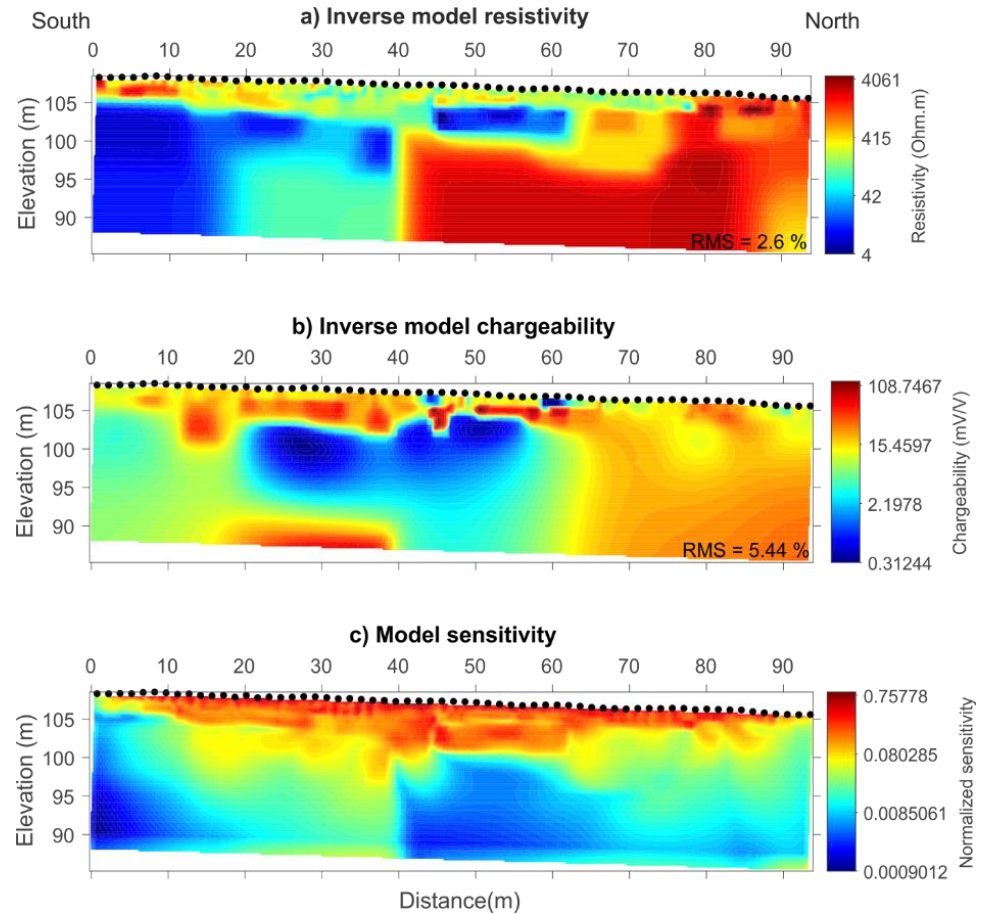 a) Inverse model resistivity
South North
0 10 20 30 40 50 60 70 80 90
Elevation (m)
105
100
95
90
RMS = 2.6 %
4061
415
42
4
Resistivity (Ohm.m)
b) Inverse model chargeability
0 10 20 30 40 50 60 70 80 90
Elevation (m)
105
100
95
90
RMS = 5.44 %
108.7467
15.4597
2.1978
0.31244
Chargeability (mV/V)
c) Model sensitivity
0 10 20 30 40 50 60 70 80 90
Elevation (m)
105
100
95
90
0.75778
0.080285
0.0085061
0.0009012
Normalized sensitivity
Distance(m)